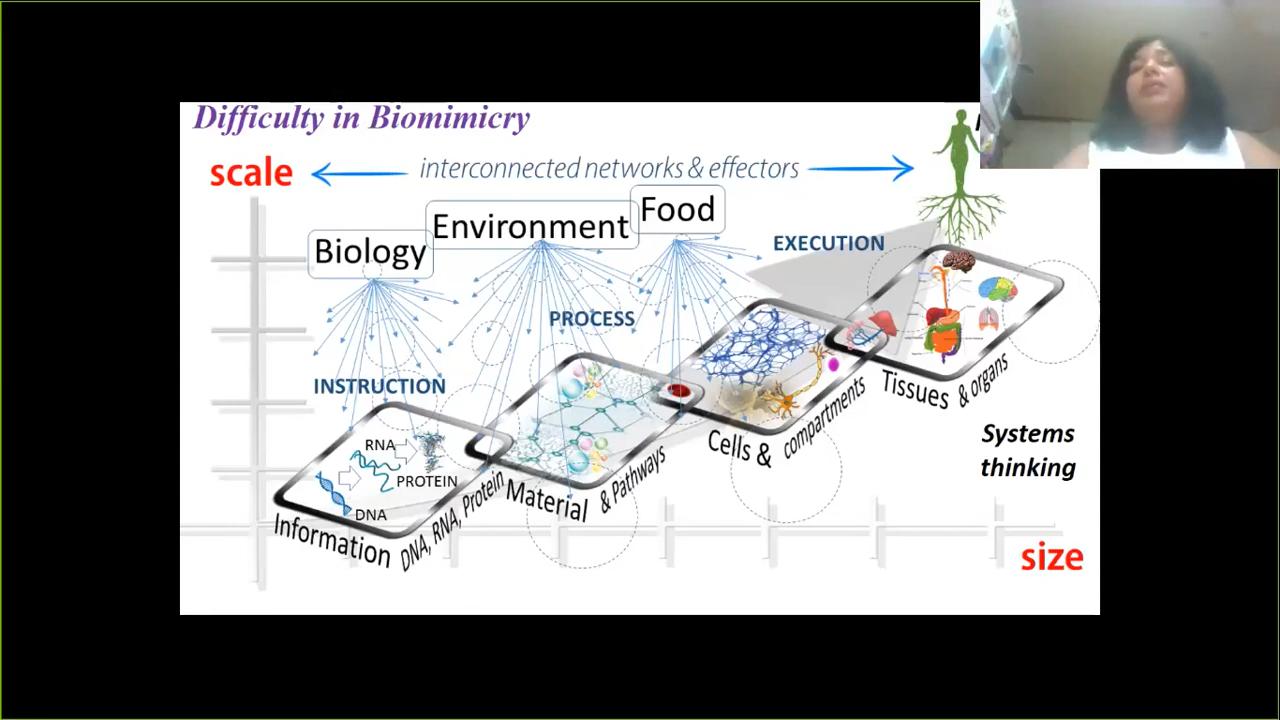 Difficulty in Biomimicry
scale
interconnected networks & effectors
Food
Environment
Biology
EXECUTION
PROCESS
INSTRUCTION
RNA
PROTEIN
DNA
Information
DNA, RNA, Protein
Material
& Pathways
Cells &
compartments
Tissues
& organs
Systems
thinking
size